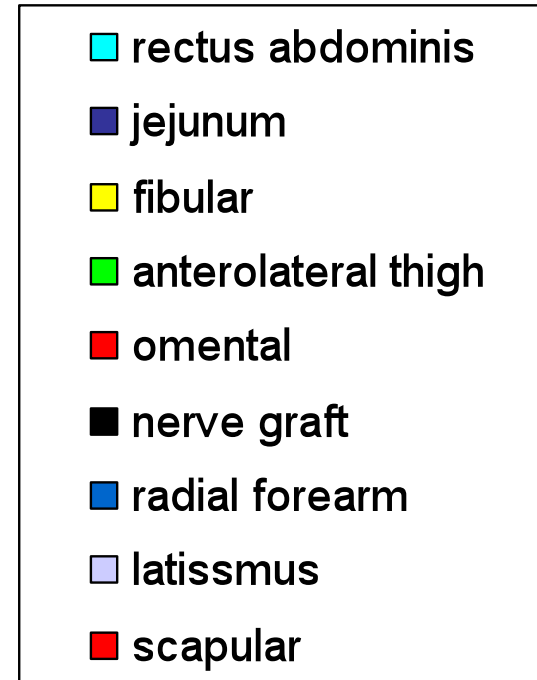 rectus abdominis
jejunum
fibular
anterolateral thigh
omental
nerve graft
radial forearm
latissmus
scapular